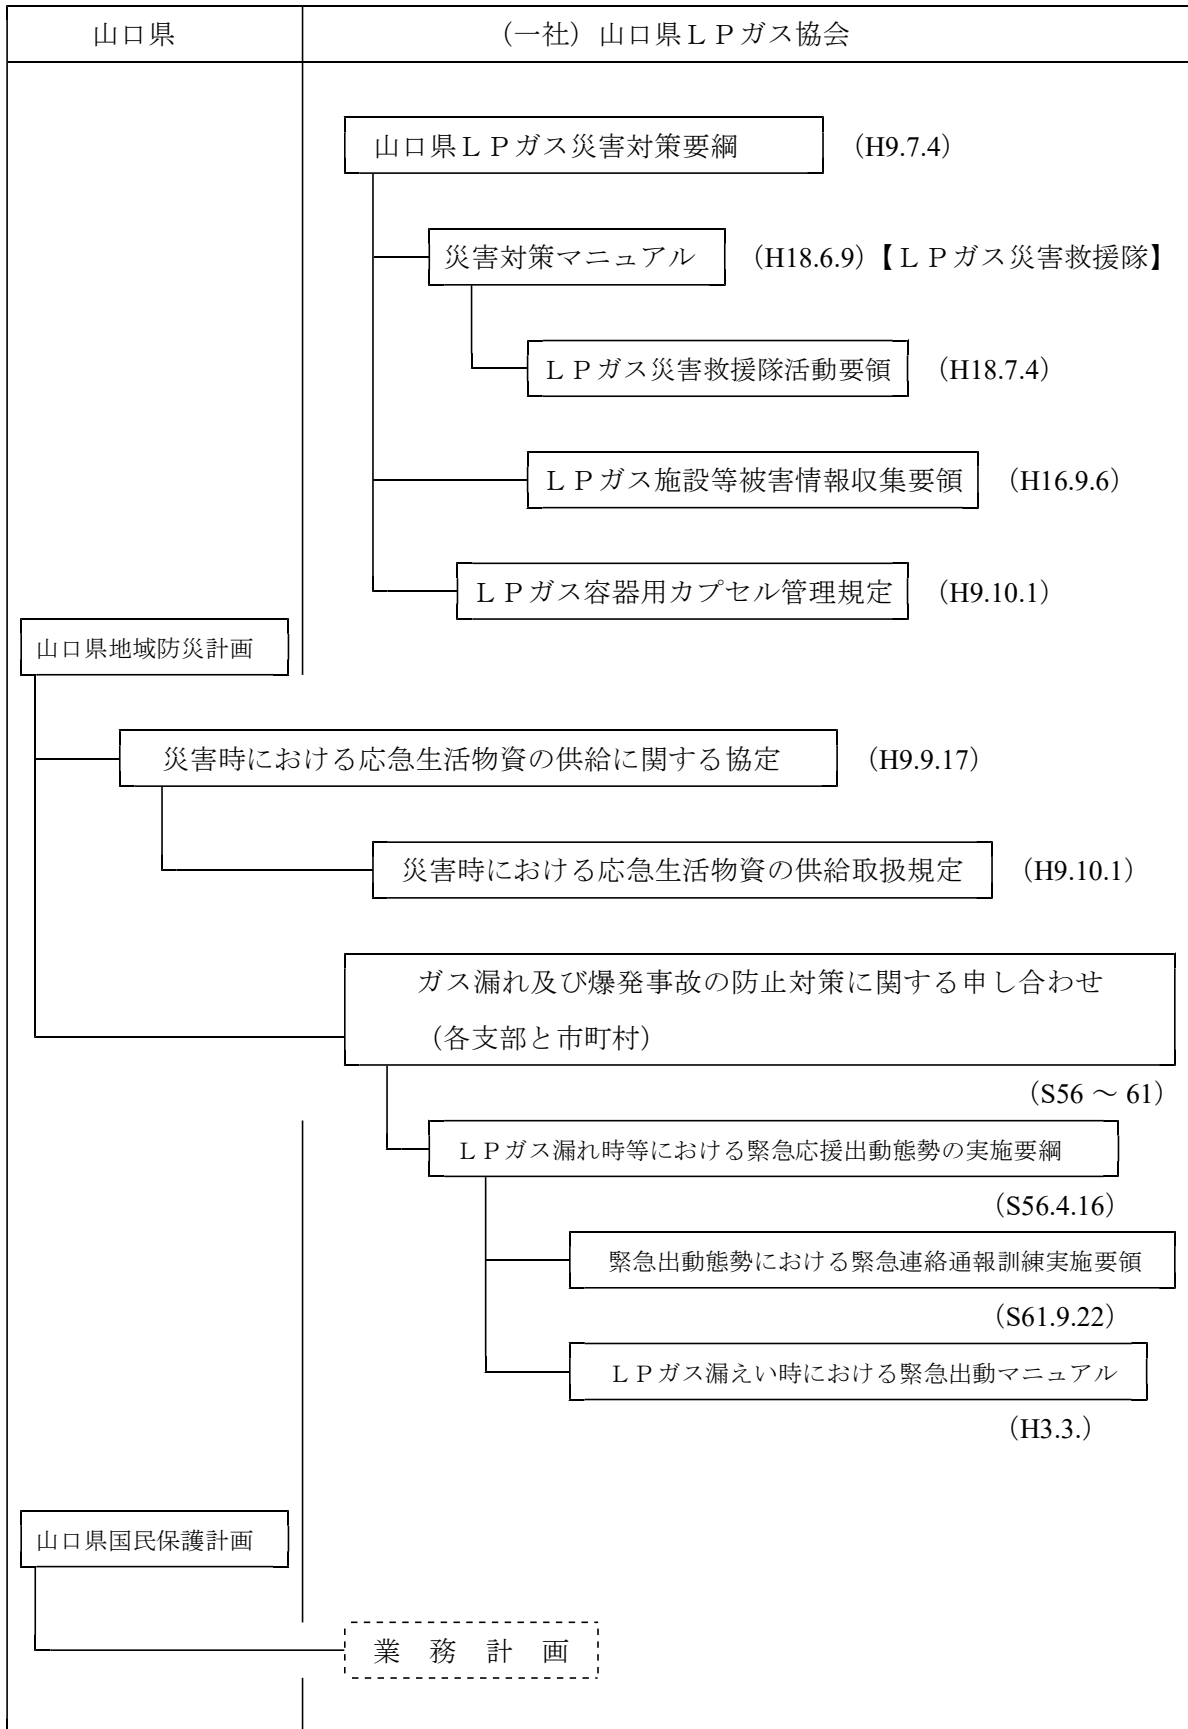 山口県
（一社）山口県ＬＰガス協会
山口県ＬＰガス災害対策要綱 （H9.7.4）
災害対策マニュアル （H18.6.9）【ＬＰガス災害救援隊】
ＬＰガス災害救援隊活動要領 （H18.7.4）
ＬＰガス施設等被害情報収集要領 （H16.9.6）
ＬＰガス容器用カプセル管理規定 （H9.10.1）
山口県地域防災計画
災害時における応急生活物資の供給に関する協定 （H9.9.17）
災害時における応急生活物資の供給取扱規定 （H9.10.1）
ガス漏れ及び爆発事故の防止対策に関する申し合わせ
（各支部と市町村）
（S56 ～ 61）
ＬＰガス漏れ時等における緊急応援出動態勢の実施要綱
（S56.4.16）
緊急出動態勢における緊急連絡通報訓練実施要領
（S61.9.22）
ＬＰガス漏えい時における緊急出動マニュアル
（H3.3.）
山口県国民保護計画
業　務　計　画